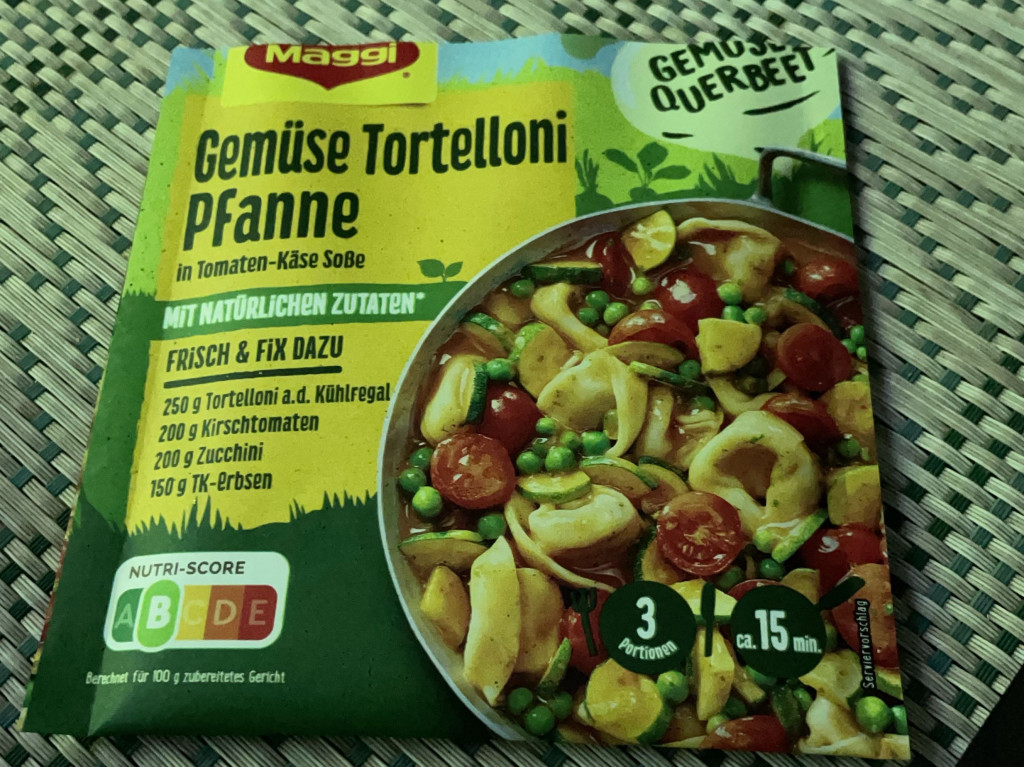 Maggi
GEMÜSE
QUERBEET
Gemüse Tortelloni
Pfanne
in Tomaten-Käse Soße
MIT NATÜRLICHEN ZUTATEN*
FRISCH & FIX DAZU
250 g Tortelloni a.d. Kühlregal
200 g Kirschtomaten
200 g Zucchini
150 g TK-Erbsen
NUTRI-SCORE
A B C D E
Berechnet für 100 g zubereitetes Gericht
3
Portionen
ca. 15 min.
Serviervorschlag